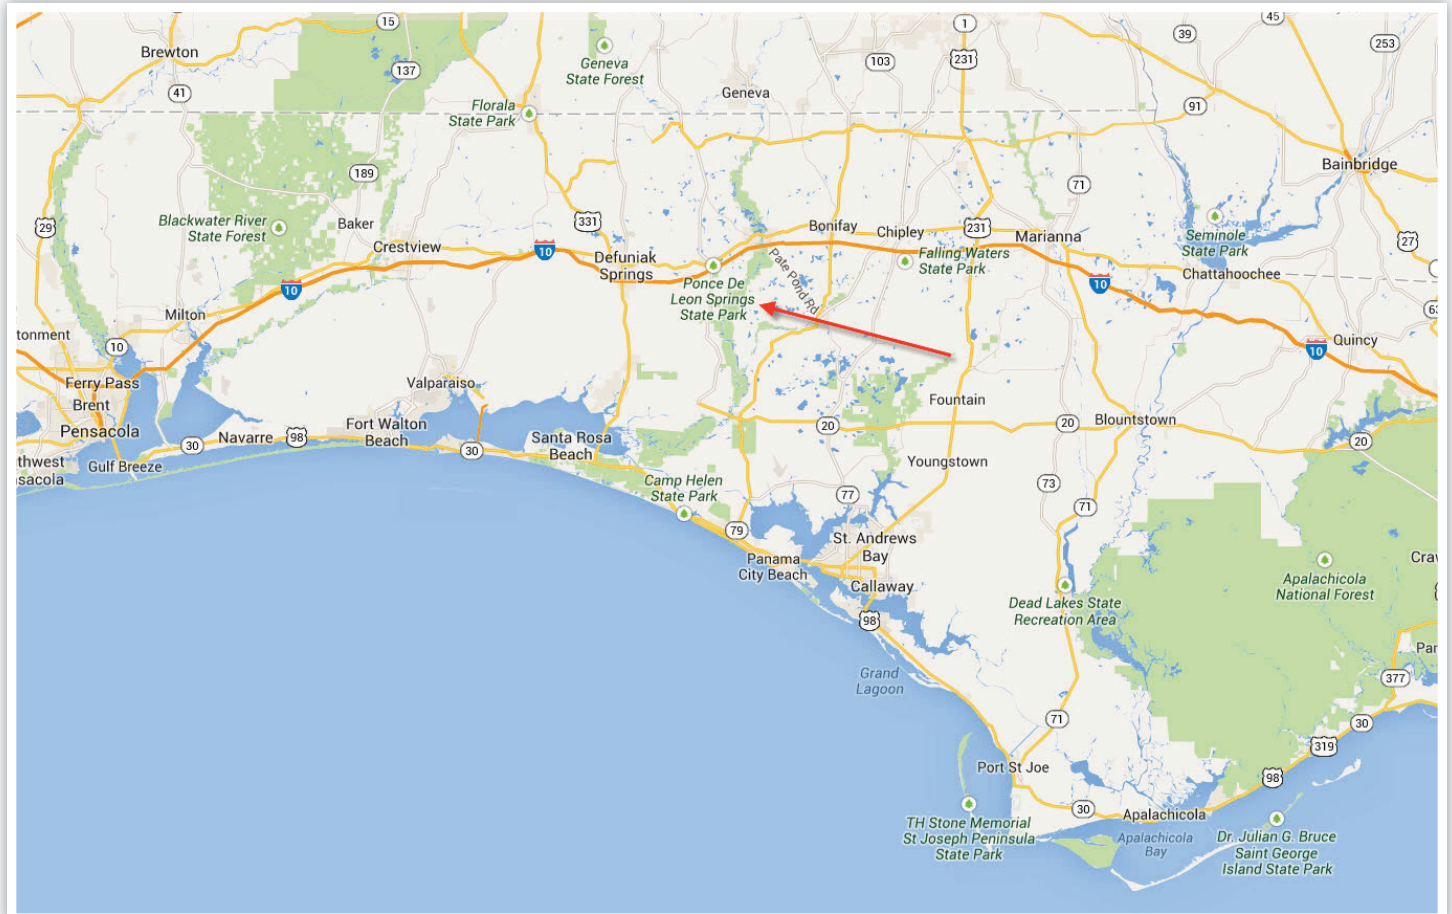 15
1
45
39
253
Brewton
Geneva
State Forest
103
231
137
41
Geneva
91
Florala
State Park
Bainbridge
189
71
29
Blackwater River
State Forest
Baker
331
Bonifay
Chipley
231
Marianna
Seminole
State Park
27
Crestview
10
Defuniak
Springs
Falling Waters
State Park
Pate Pond Rd
Chattahoochee
10
10
Ponce De
Leon Springs
State Park
Milton
tonment
10
Quincy
10
Ferry Pass
Valparaiso
Brent
Fountain
Pensacola
Fort Walton
Beach
20
20
Blountstown
30
Navarre
98
30
Santa Rosa
Beach
20
thwest
sacola
Gulf Breeze
Youngstown
Camp Helen
State Park
77
73
71
79
St. Andrews
Bay
Panama
City Beach
Callaway
Apalachicola
National Forest
Craw
Dead Lakes State
Recreation Area
98
Grand
Lagoon
377
71
30
319
Port St Joe
98
30
Apalachicola
TH Stone Memorial
St Joseph Peninsula
State Park
Apalachicola
Bay
Dr. Julian G. Bruce
Saint George
Island State Park